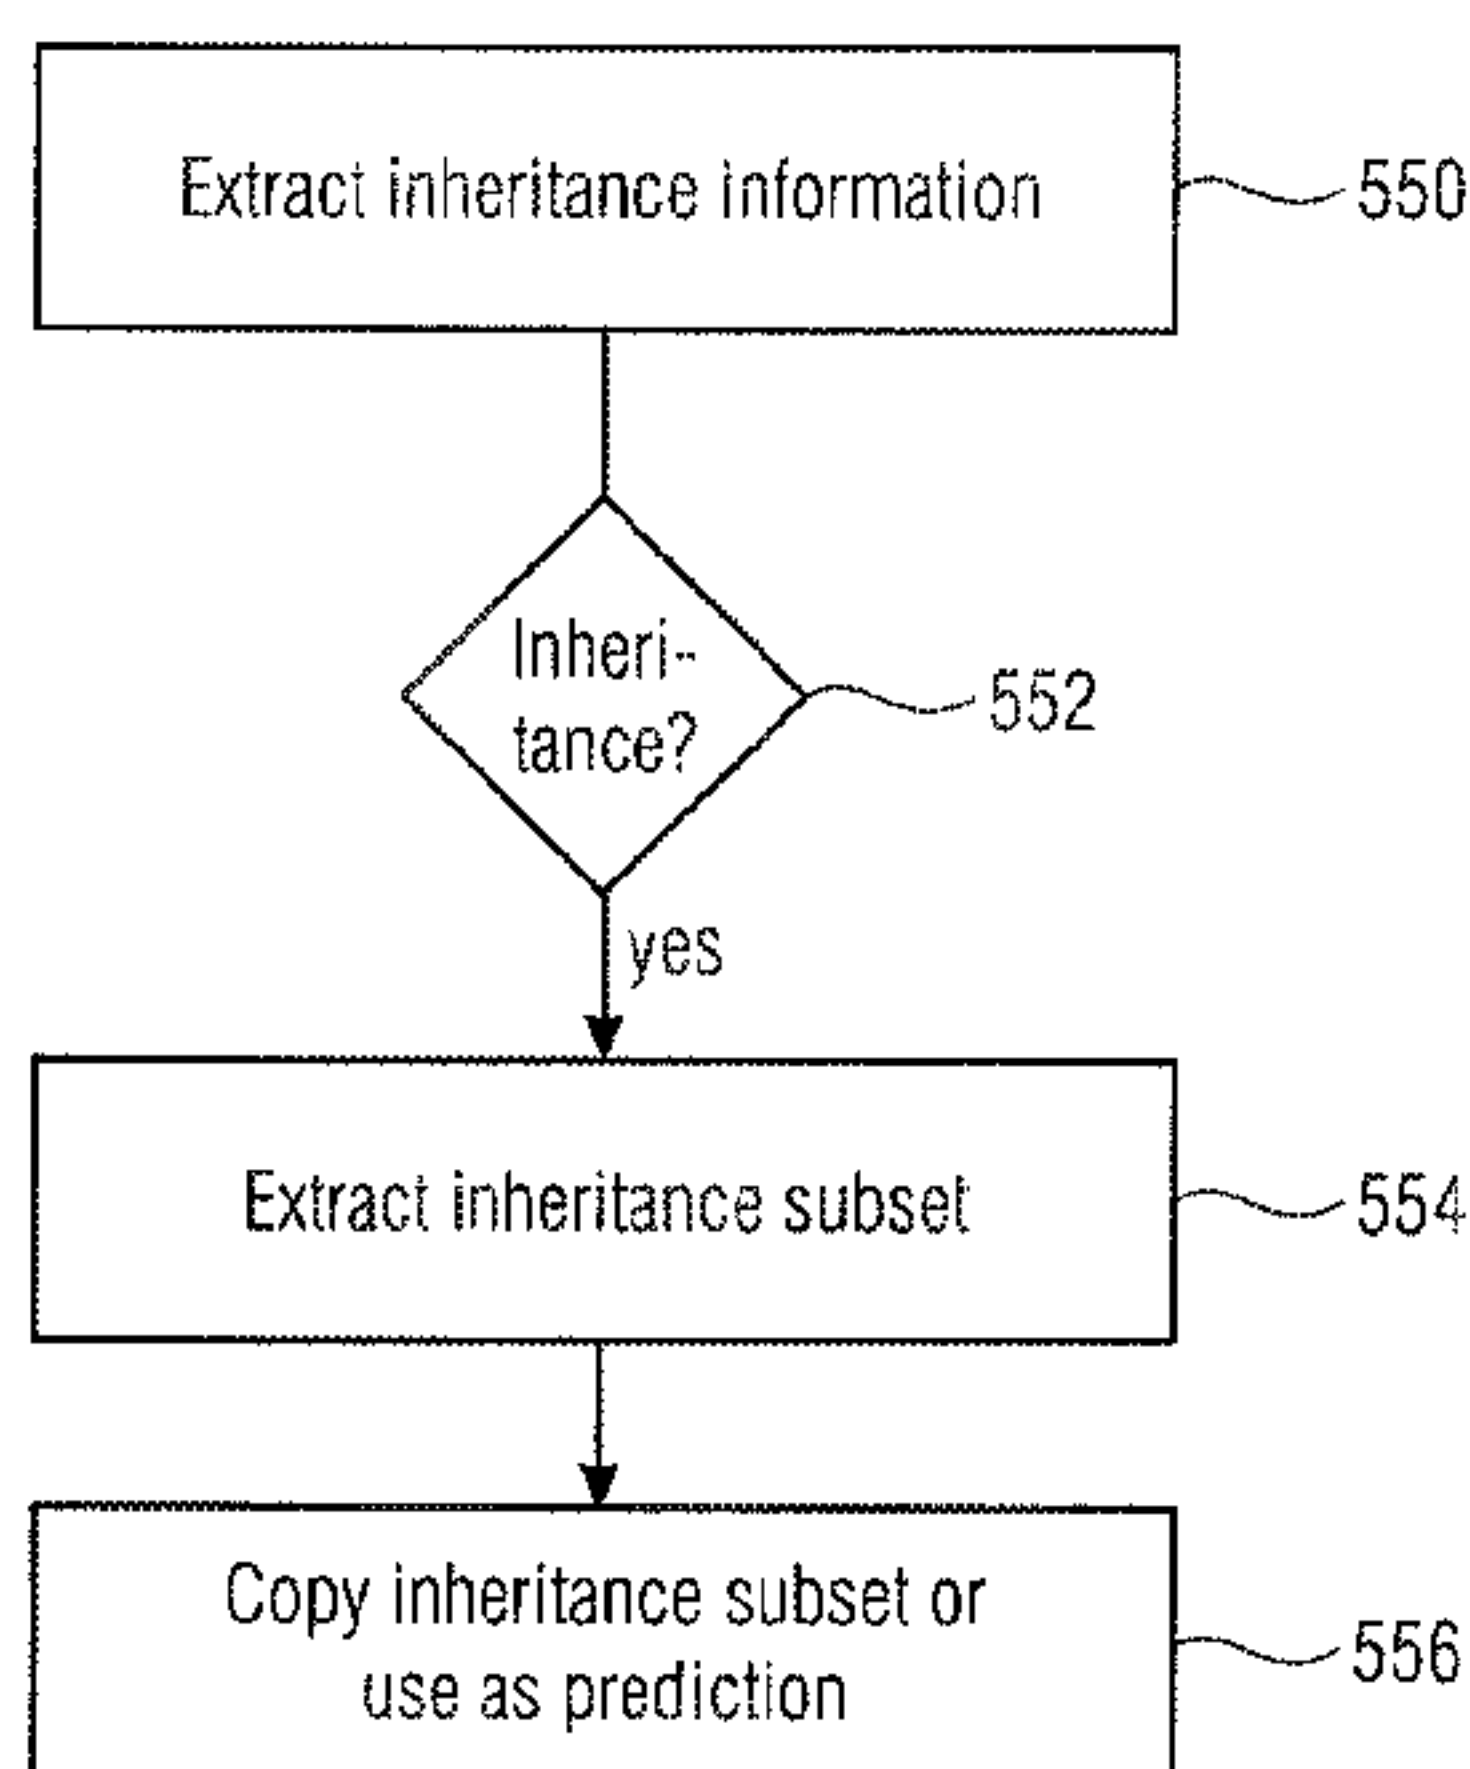 Extract inheritance information
550
Inheri-
tance?
552
yes
Extract inheritance subset
554
Copy inheritance subset or
use as prediction
556